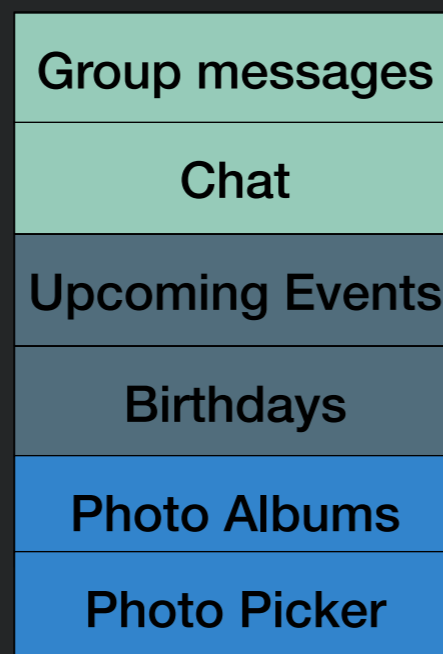 Group messages
Chat
Upcoming Events
Birthdays
Photo Albums
Photo Picker